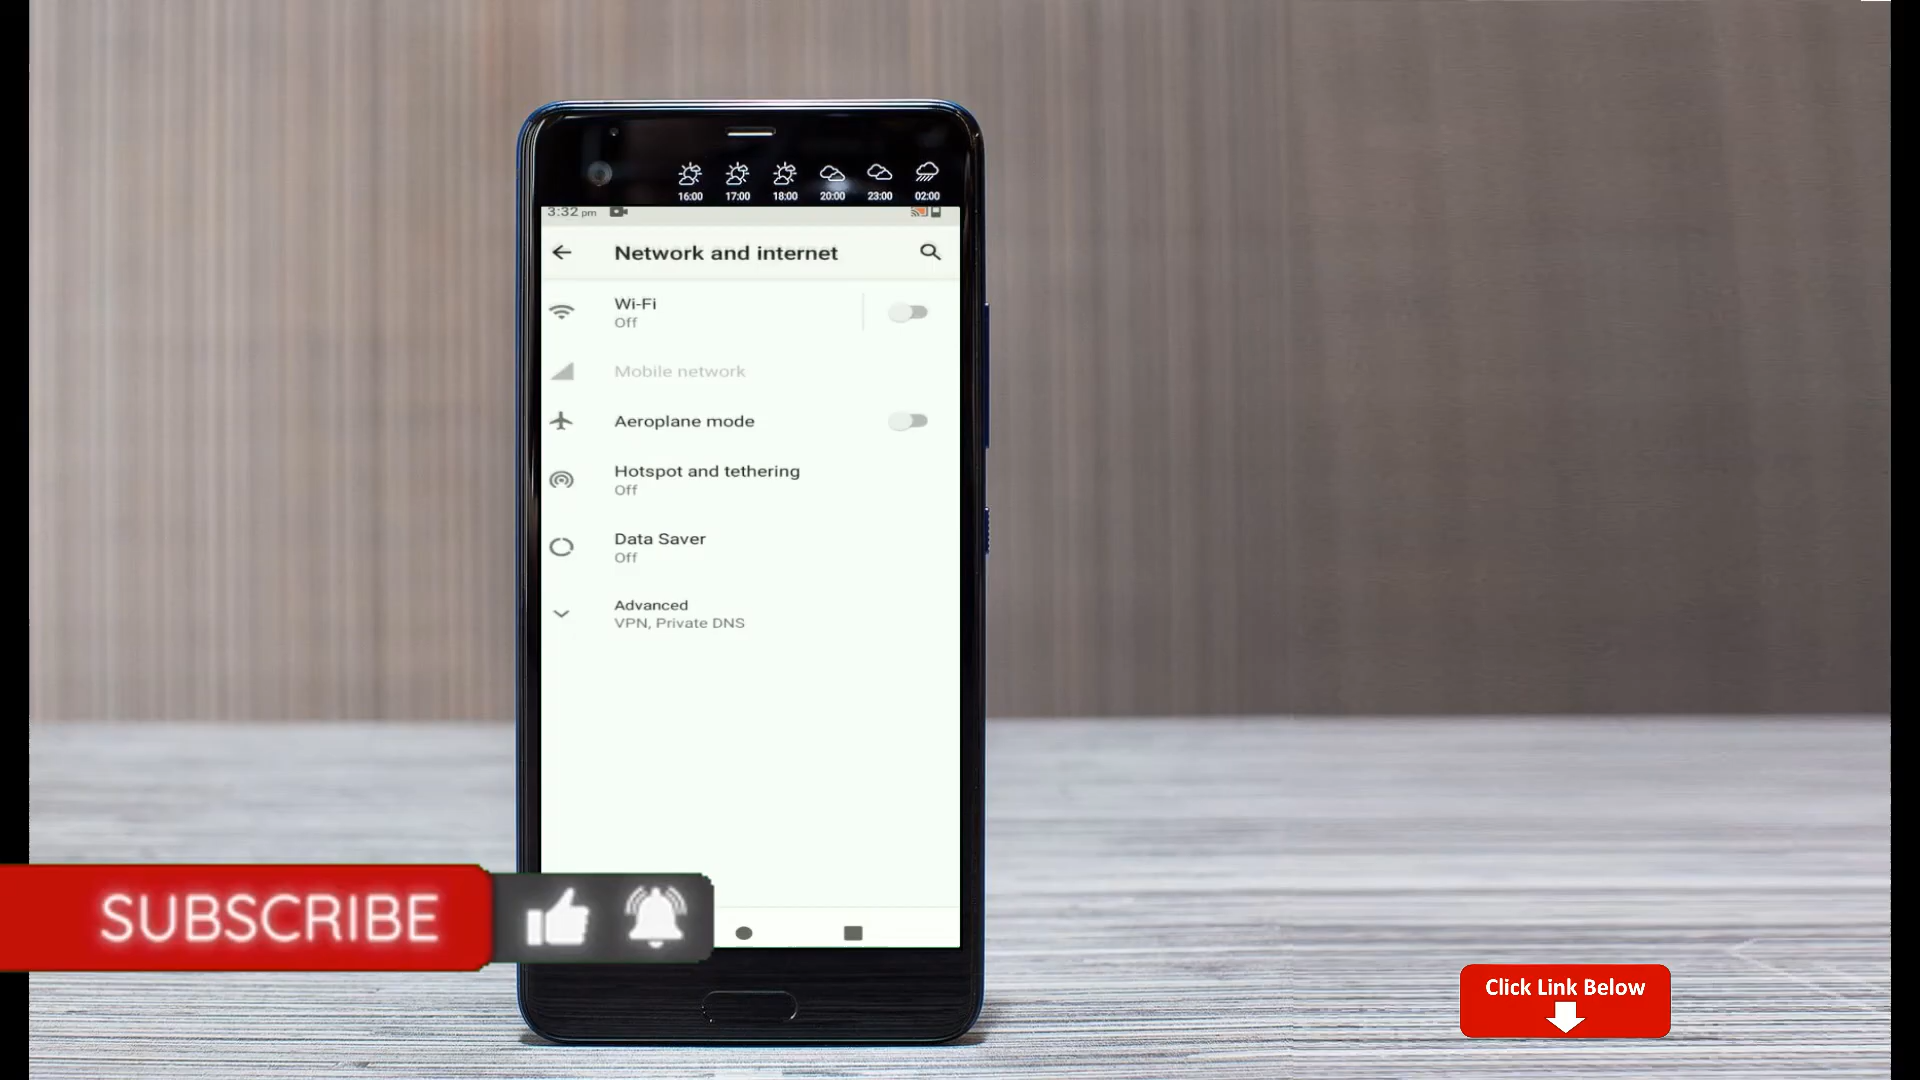 16:00 17:00 18:00 20:00 23:00 02:00
3:32 pm
Network and internet
Wi-Fi
Off
Mobile network
Aeroplane mode
Hotspot and tethering
Off
Data Saver
Off
Advanced
VPN, Private DNS
SUBSCRIBE
Click Link Below